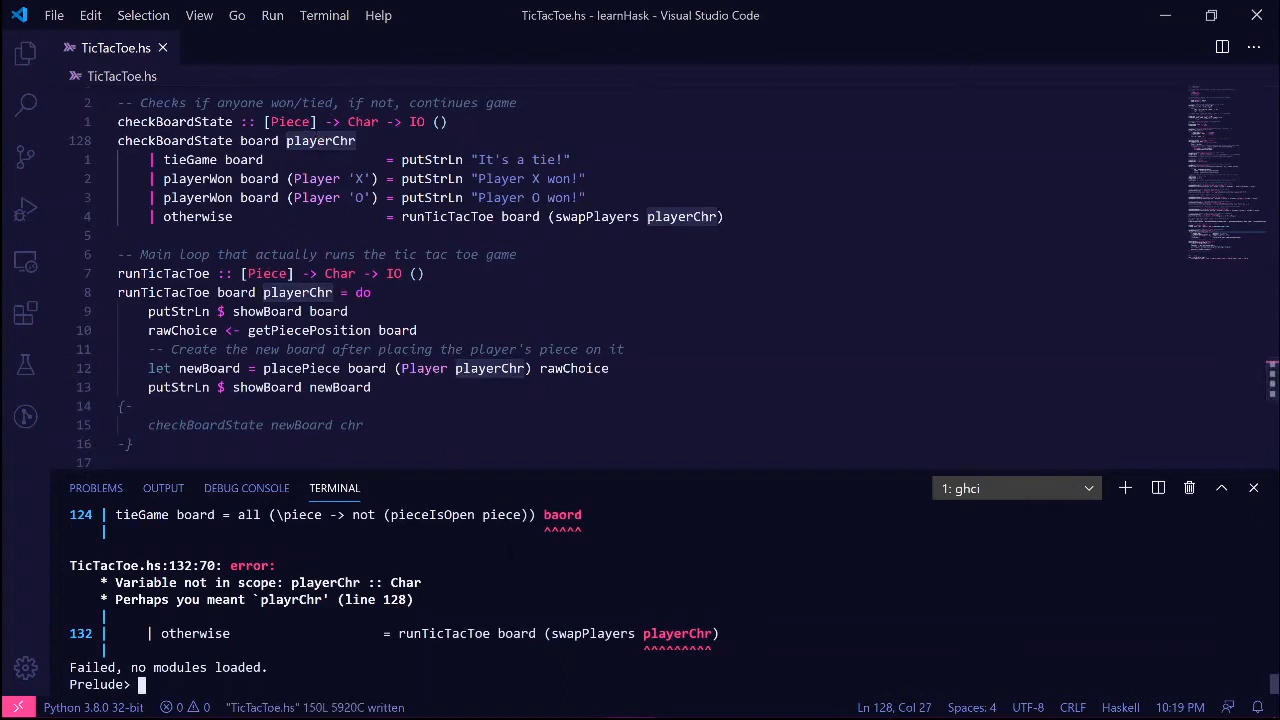 File Edit Selection View Go Run Terminal Help
TicTacToe.hs - learnHask - Visual Studio Code
TicTacToe.hs
TicTacToe.hs
2 -- Checks if anyone won/tied, if not, continues game
1 checkBoardState :: [Piece] -> Char -> IO ()
128 checkBoardState board playerChr
1 | tieGame board = putStrLn "It's a tie!"
2 | playerWon board (Player 'X') = putStrLn "Player X won!"
3 | playerWon board (Player 'O') = putStrLn "Player O won!"
4 | otherwise = runTicTacToe board (swapPlayers playerChr)
5
6 -- Main loop that actually runs the tic tac toe game
7 runTicTacToe :: [Piece] -> Char -> IO ()
8 runTicTacToe board playerChr = do
9 putStrLn $ showBoard board
10 rawChoice <- getPiecePosition board
11 -- Create the new board after placing the player's piece on it
12 let newBoard = placePiece board (Player playerChr) rawChoice
13 putStrLn $ showBoard newBoard
14 {-
15 checkBoardState newBoard chr
16 -}
17
PROBLEMS OUTPUT DEBUG CONSOLE TERMINAL
1: ghci
124 | tieGame board = all (\piece -> not (pieceIsOpen piece)) baord
| ^^^^^
TicTacToe.hs:132:70: error:
* Variable not in scope: playerChr :: Char
* Perhaps you meant `playrChr' (line 128)
|
132 | | otherwise = runTicTacToe board (swapPlayers playerChr)
| ^^^^^^^^^
Failed, no modules loaded.
Prelude>
Python 3.8.0 32-bit 0 0 "TicTacToe.hs" 150L 5920C written
Ln 128, Col 27 Spaces: 4 UTF-8 CRLF Haskell 10:19 PM